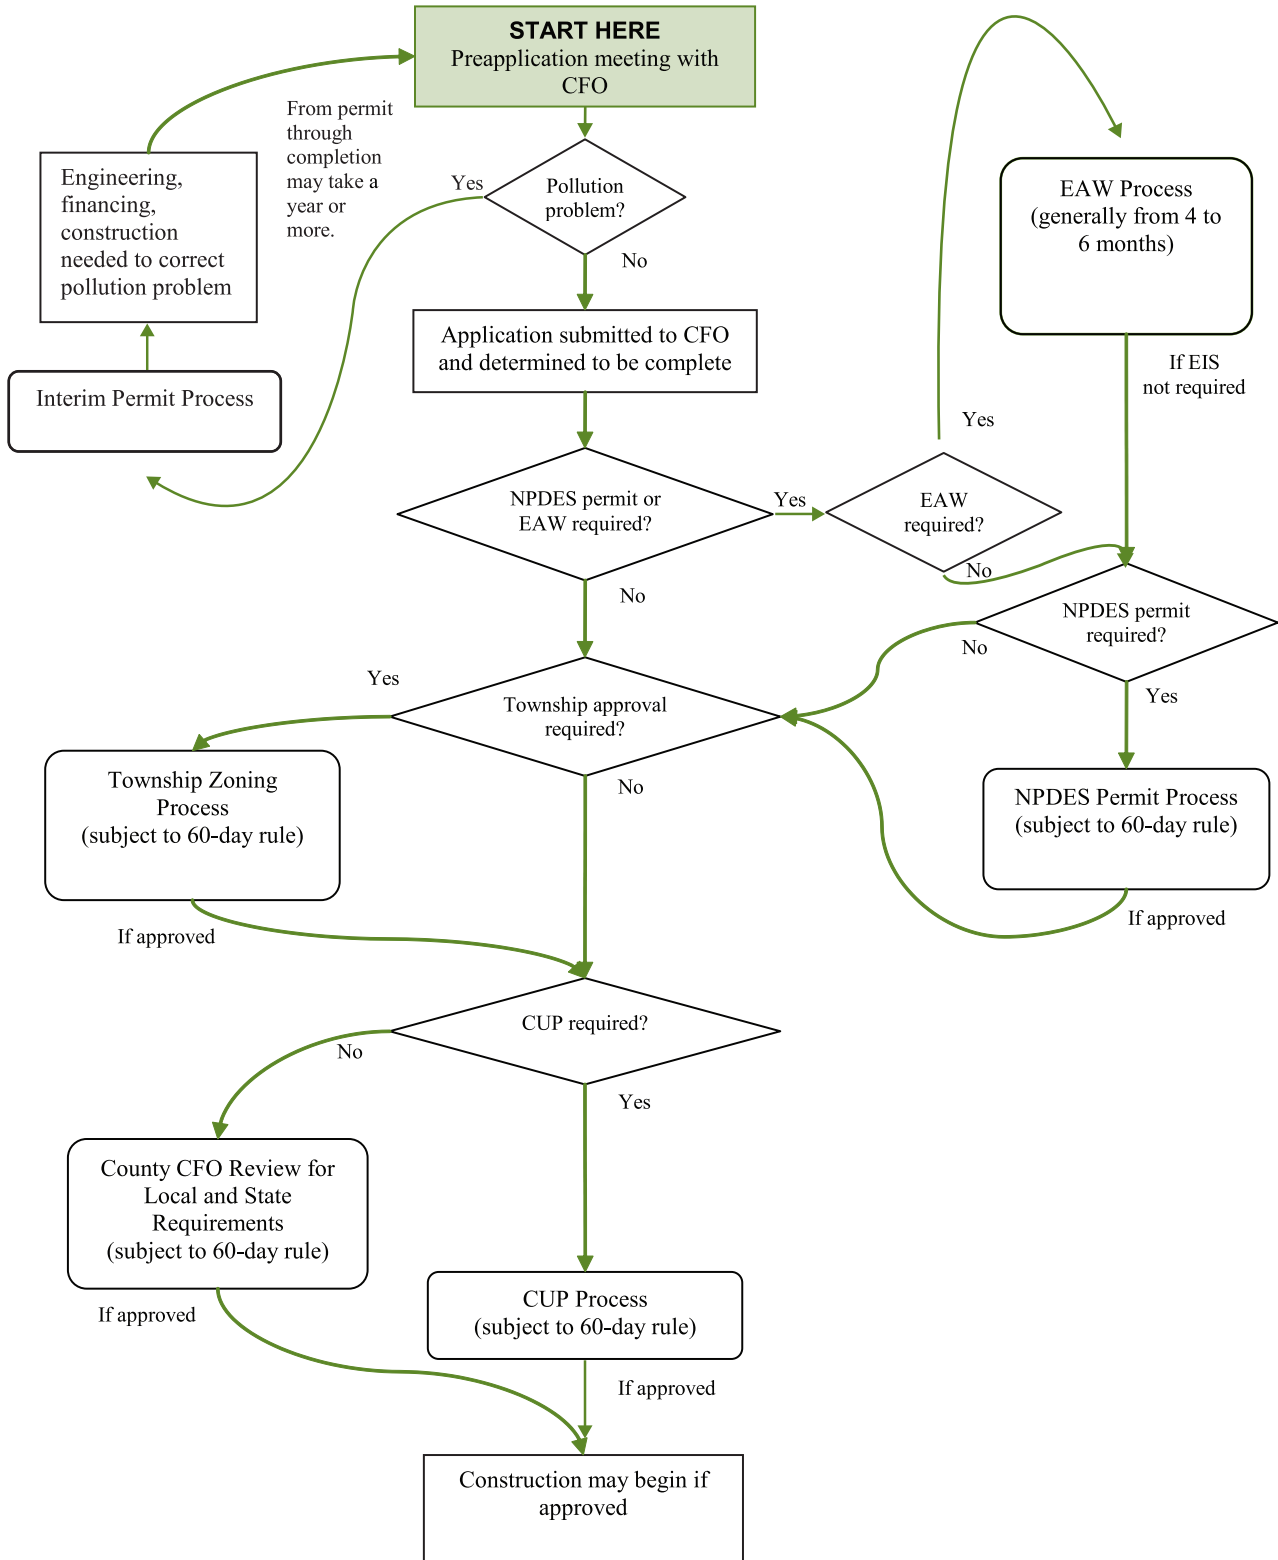 START HERE
Preapplication meeting with
CFO
From permit
through
completion
may take a
year or
more.
Engineering,
financing,
construction
needed to correct
pollution problem
Yes
Pollution
problem?
No
EAW Process
(generally from 4 to
6 months)
Application submitted to CFO
and determined to be complete
Interim Permit Process
If EIS
not required
Yes
NPDES permit or
EAW required?
Yes
EAW
required?
No
No
NPDES permit
required?
No
Yes
Yes
Township approval
required?
No
Township Zoning
Process
(subject to 60-day rule)
NPDES Permit Process
(subject to 60-day rule)
If approved
If approved
CUP required?
No
Yes
County CFO Review for
Local and State
Requirements
(subject to 60-day rule)
If approved
CUP Process
(subject to 60-day rule)
If approved
Construction may begin if
approved